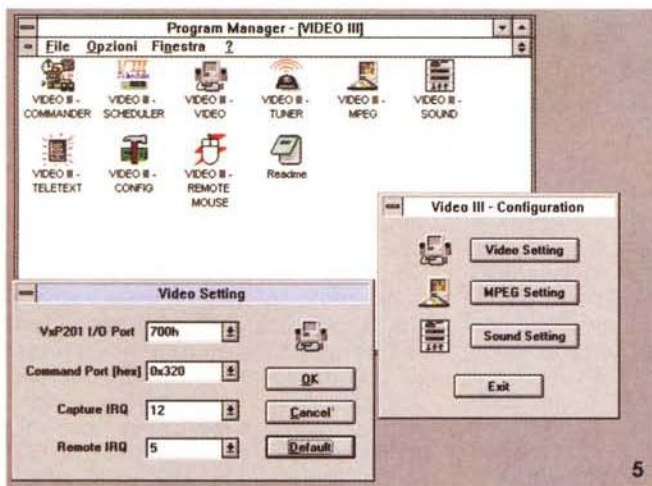 Program Manager - [VIDEO III]
File Opzioni Finestra ?
VIDEO III - COMMANDER
VIDEO III - SCHEDULER
VIDEO III - VIDEO
VIDEO III - TUNER
VIDEO III - MPEG
VIDEO III - SOUND
VIDEO III - TELETEXT
VIDEO III - CONFIG
VIDEO III - REMOTE MOUSE
Readme
Video III - Configuration
Video Setting
MPEG Setting
Sound Setting
Exit
Video Setting
VxP201 I/O Port 700h
Command Port [hex] 0x320
Capture IRQ 12
Remote IRQ 5
OK
Cancel
Default
5